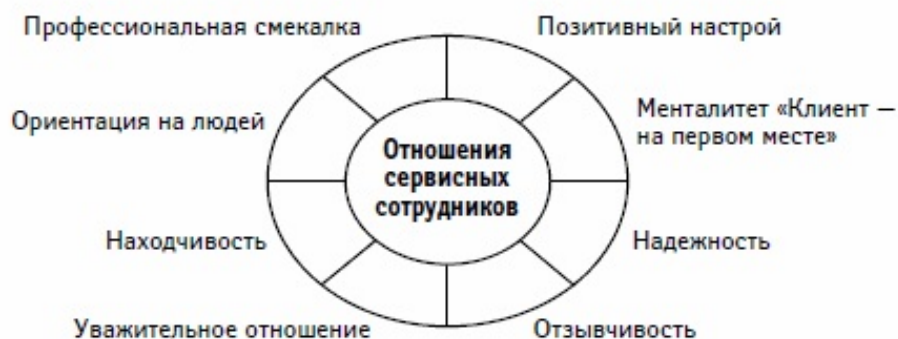 Профессиональная смекалка
Позитивный настрой
Ориентация на людей
Менталитет «Клиент —
на первом месте»
Отношения
сервисных
сотрудников
Находчивость
Надежность
Уважительное отношение
Отзывчивость